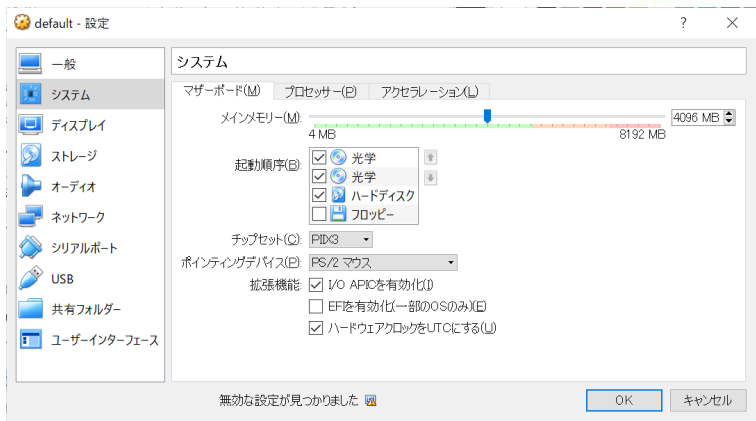 default - 設定
?
一般
システム
ディスプレイ
ストレージ
オーディオ
ネットワーク
シリアルポート
USB
共有フォルダー
ユーザーインターフェース
システム
マザーボード(M) プロセッサー(P) アクセラレーション(L)
メインメモリー(M): 4096 MB
4 MB 8192 MB
起動順序(B): 光学
光学
ハードディスク
フロッピー
チップセット(C): PIIX3
ポインティングデバイス(P): PS/2 マウス
拡張機能: I/O APICを有効化(I)
EFIを有効化(一部のOSのみ)(E)
ハードウェアクロックをUTCにする(U)
無効な設定が見つかりました OK キャンセル